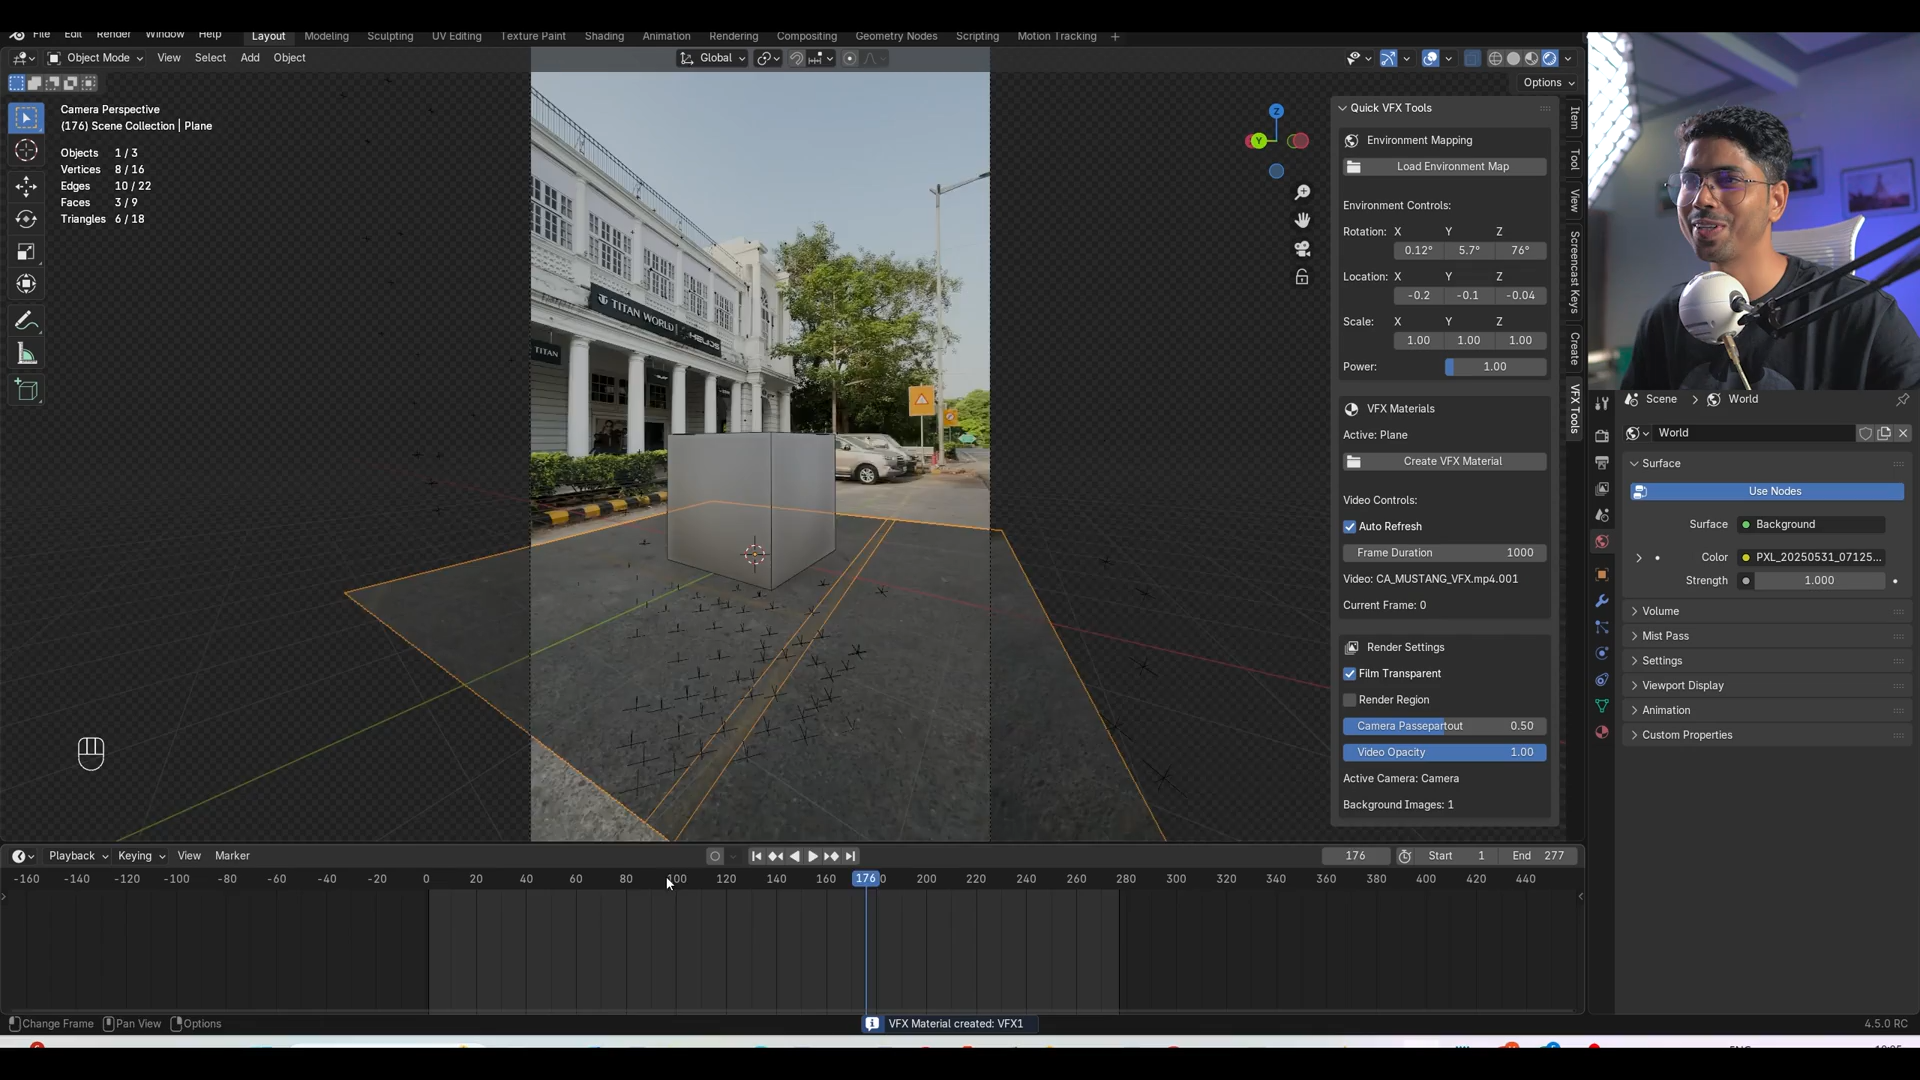 File Edit Render Window Help Layout Modeling Sculpting UV Editing Texture Paint Shading Animation Rendering Compositing Geometry Nodes Scripting Motion Tracking +
Object Mode View Select Add Object Global
Options
Camera Perspective
(176) Scene Collection | Plane
Objects 1 / 3
Vertices 8 / 16
Edges 10 / 22
Faces 3 / 9
Triangles 6 / 18
Z
Y
TITAN WORLD
HELIOS
TITAN
Quick VFX Tools
Environment Mapping
Load Environment Map
Environment Controls:
Rotation: X Y Z
0.12° 5.7° 76°
Location: X Y Z
-0.2 -0.1 -0.04
Scale: X Y Z
1.00 1.00 1.00
Power: 1.00
VFX Materials
Active: Plane
Create VFX Material
Video Controls:
Auto Refresh
Frame Duration 1000
Video: CA_MUSTANG_VFX.mp4.001
Current Frame: 0
Render Settings
Film Transparent
Render Region
Camera Passepartout 0.50
Video Opacity 1.00
Active Camera: Camera
Background Images: 1
Item
Tool
View
Screencast Keys
Create
VFX Tools
Scene World
World
Surface
Use Nodes
Surface Background
Color PXL_20250531_07125...
Strength 1.000
Volume
Mist Pass
Settings
Viewport Display
Animation
Custom Properties
Playback Keying View Marker 176 Start 1 End 277
-160 -140 -120 -100 -80 -60 -40 -20 0 20 40 60 80 100 120 140 160 176 200 220 240 260 280 300 320 340 360 380 400 420 440
Change Frame Pan View Options VFX Material created: VFX1 4.5.0 RC